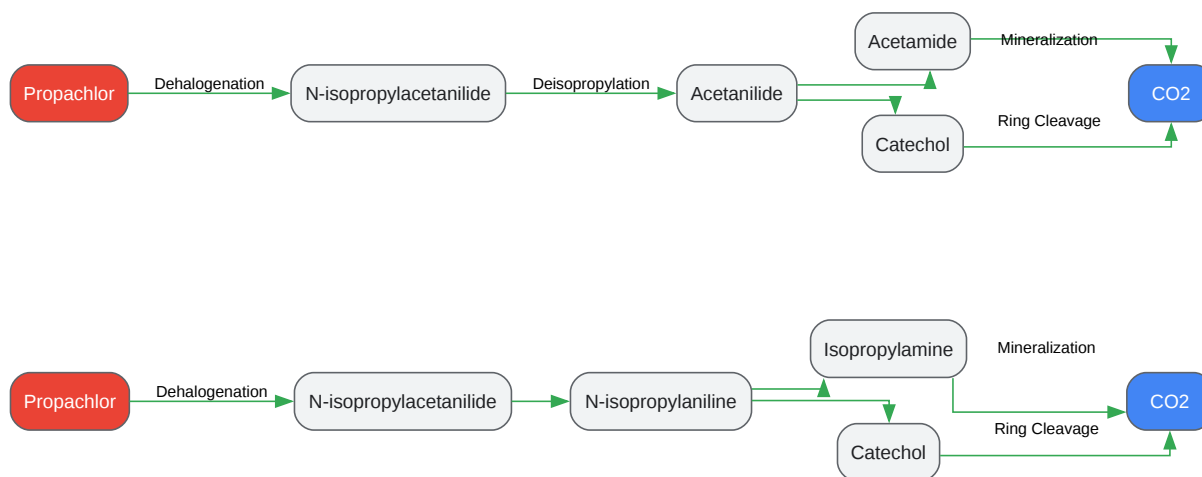 Propachlor
Dehalogenation
N-isopropylacetanilide
Deisopropylation
Acetanilide
Acetamide
Mineralization
Catechol
Ring Cleavage
CO2
Propachlor
Dehalogenation
N-isopropylacetanilide
N-isopropylaniline
Isopropylamine
Mineralization
Catechol
Ring Cleavage
CO2